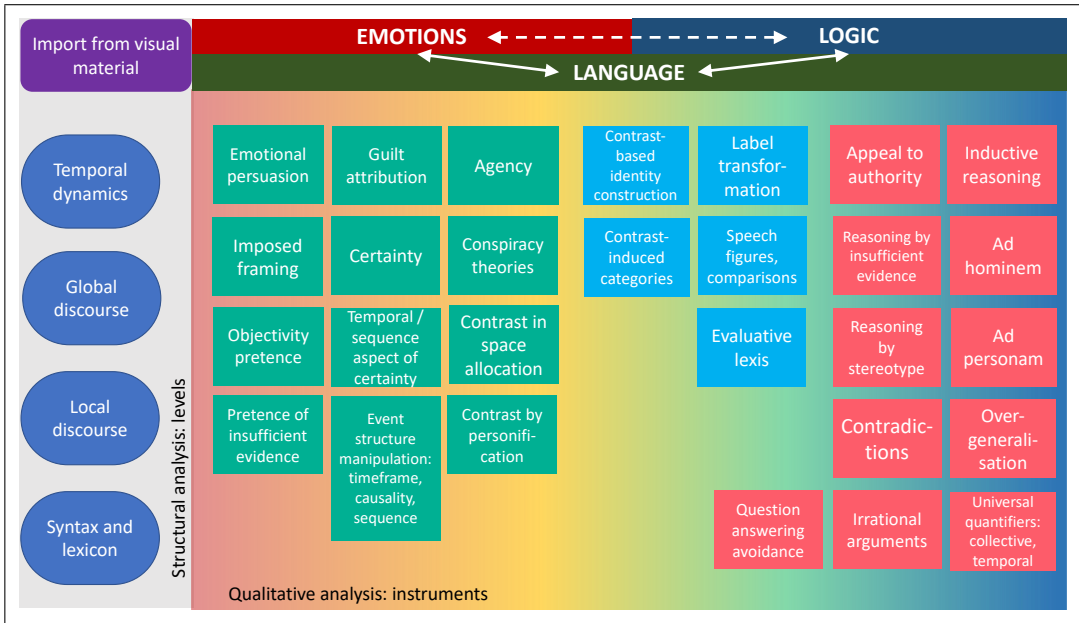 Import from visual
material
EMOTIONS
LOGIC
LANGUAGE
Temporal
dynamics
Global
discourse
Local
discourse
Syntax and
lexicon
Structural analysis: levels
Emotional
persuasion
Guilt
attribution
Agency
Contrast-
based
identity
construction
Label
transfor-
mation
Appeal to
authority
Inductive
reasoning
Imposed
framing
Certainty
Conspiracy
theories
Contrast-
induced
categories
Speech
figures,
comparisons
Reasoning by
insufficient
evidence
Ad
hominem
Objectivity
pretence
Temporal /
sequence
aspect of
certainty
Contrast in
space
allocation
Evaluative
lexis
Reasoning
by
stereotype
Ad
personam
Pretence of
insufficient
evidence
Event
structure
manipulation:
timeframe,
causality,
sequence
Contrast by
personifi-
cation
Contradic-
tions
Over-
generali-
sation
Question
answering
avoidance
Irrational
arguments
Universal
quantifiers:
collective,
temporal
Qualitative analysis: instruments